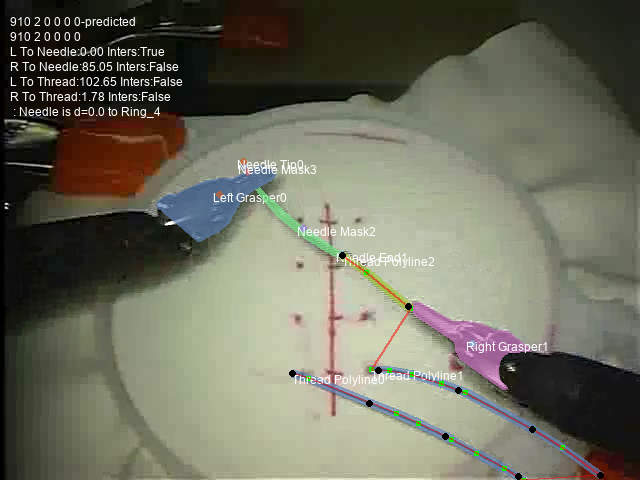 910 2 0 0 0 0-predicted
910 2 0 0 0 0
L To Needle:0.00 Inters:True
R To Needle:85.05 Inters:False
L To Thread:102.65 Inters:False
R To Thread:1.78 Inters:False
: Needle is d=0.0 to Ring_4
Needle Tip0
Needle Mask3
Left Grasper0
Needle Mask2
Needle End1
Thread Polyline2
Right Grasper1
Thread Polyline0
Thread Polyline1